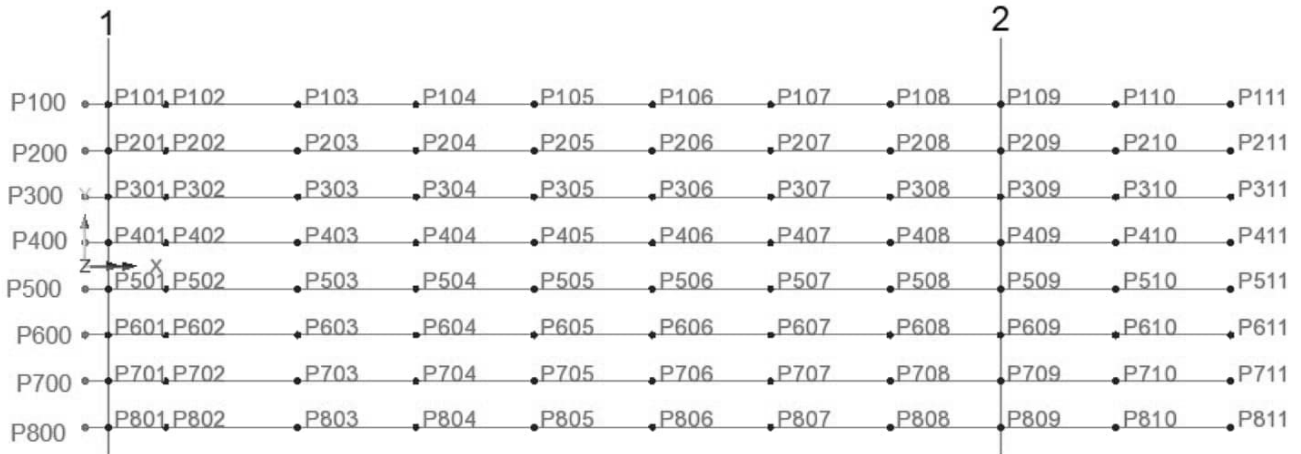 1 2
P100 P101 P102 P103 P104 P105 P106 P107 P108 P109 P110 P111
P200 P201 P202 P203 P204 P205 P206 P207 P208 P209 P210 P211
P300 Y P301 P302 P303 P304 P305 P306 P307 P308 P309 P310 P311
P400 P401 P402 P403 P404 P405 P406 P407 P408 P409 P410 P411
Z X
P500 P501 P502 P503 P504 P505 P506 P507 P508 P509 P510 P511
P600 P601 P602 P603 P604 P605 P606 P607 P608 P609 P610 P611
P700 P701 P702 P703 P704 P705 P706 P707 P708 P709 P710 P711
P800 P801 P802 P803 P804 P805 P806 P807 P808 P809 P810 P811